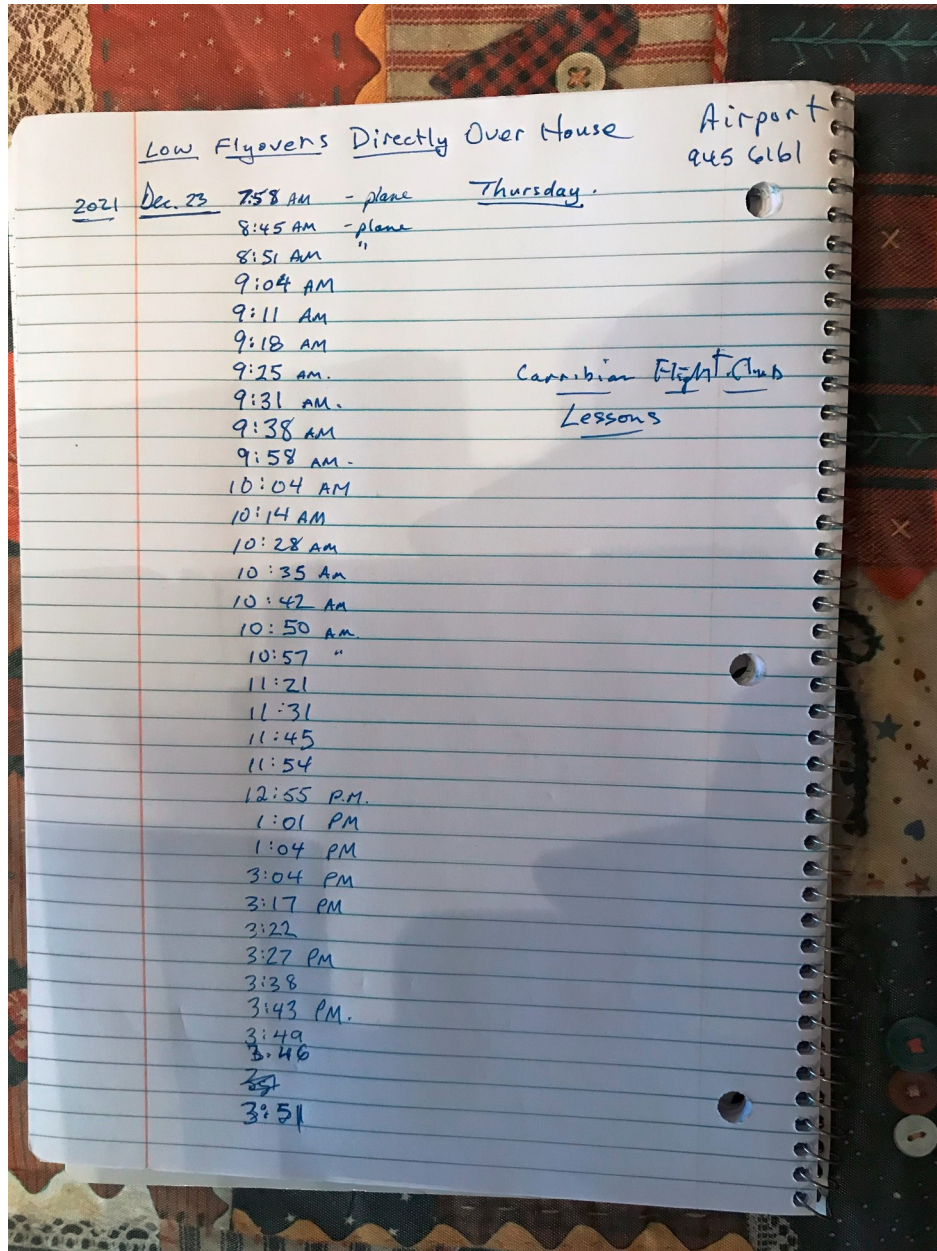 Low Flyovers Directly Over House
Airport
945 6161
2021 Dec. 23 7:58 AM - plane Thursday.
8:45 AM - plane
8:51 AM "
9:04 AM
9:11 AM
9:18 AM
9:25 AM.
Carribian Flight Club
9:31 AM.
Lessons
9:38 AM
9:58 AM -
10:04 AM
10:14 AM
10:28 AM
10:35 AM
10:42 AM
10:50 AM.
10:57 "
11:21
11:31
11:45
11:54
12:55 P.M.
1:01 PM
1:04 PM
3:04 PM
3:17 PM
3:22
3:27 PM
3:38
3:43 PM.
3:49
3:46
3:51